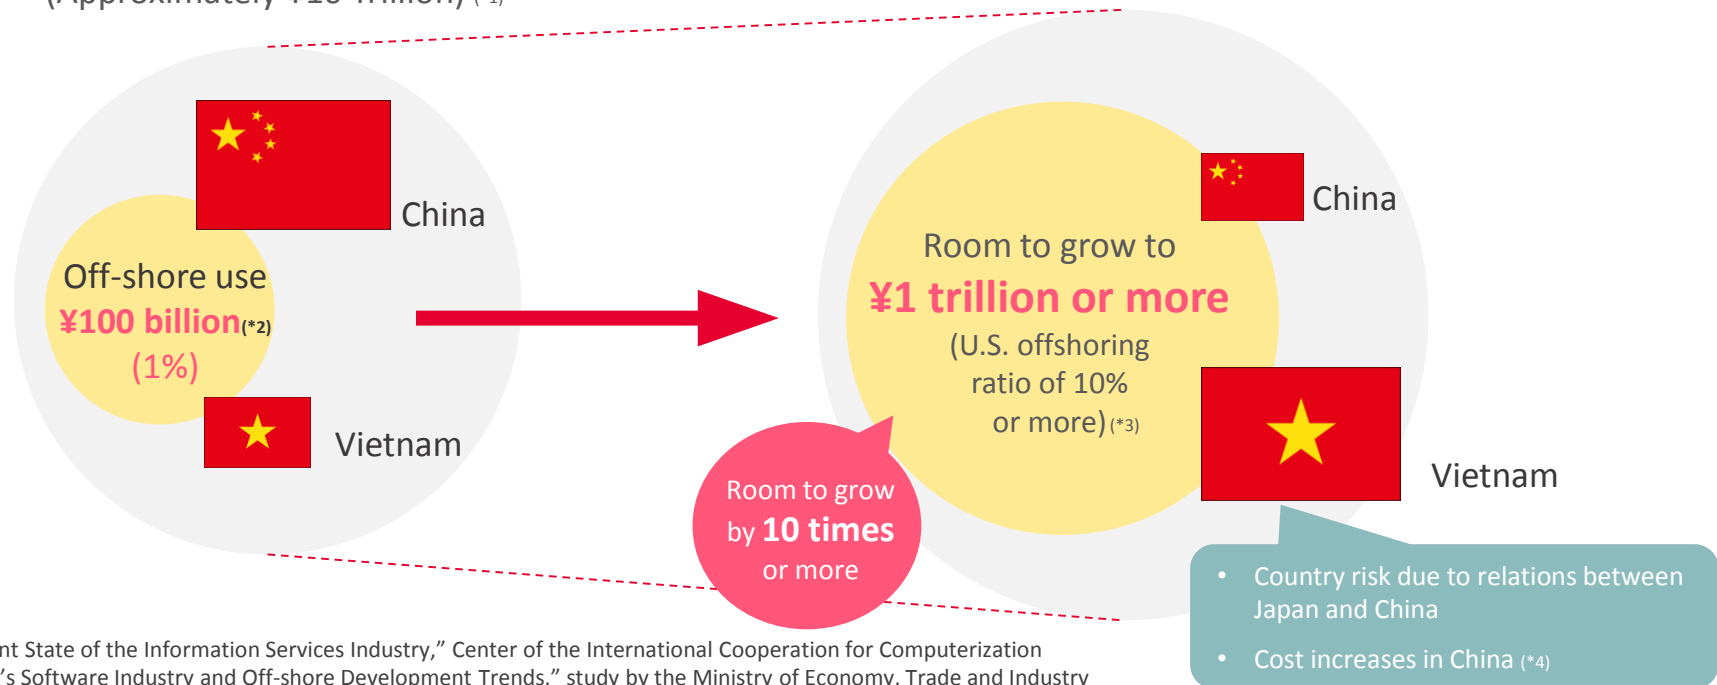 (Approximately ¥10 Trillion) (*1)
China
Off-shore use
¥100 billion(*2)
(1%)
Vietnam
China
Room to grow to
¥1 trillion or more
(U.S. offshoring
ratio of 10%
or more) (*3)
Vietnam
Room to grow
by 10 times
or more
• Country risk due to relations between
Japan and China
• Cost increases in China (*4)
nt State of the Information Services Industry,” Center of the International Cooperation for Computerization
’s Software Industry and Off-shore Development Trends,” study by the Ministry of Economy, Trade and Industry